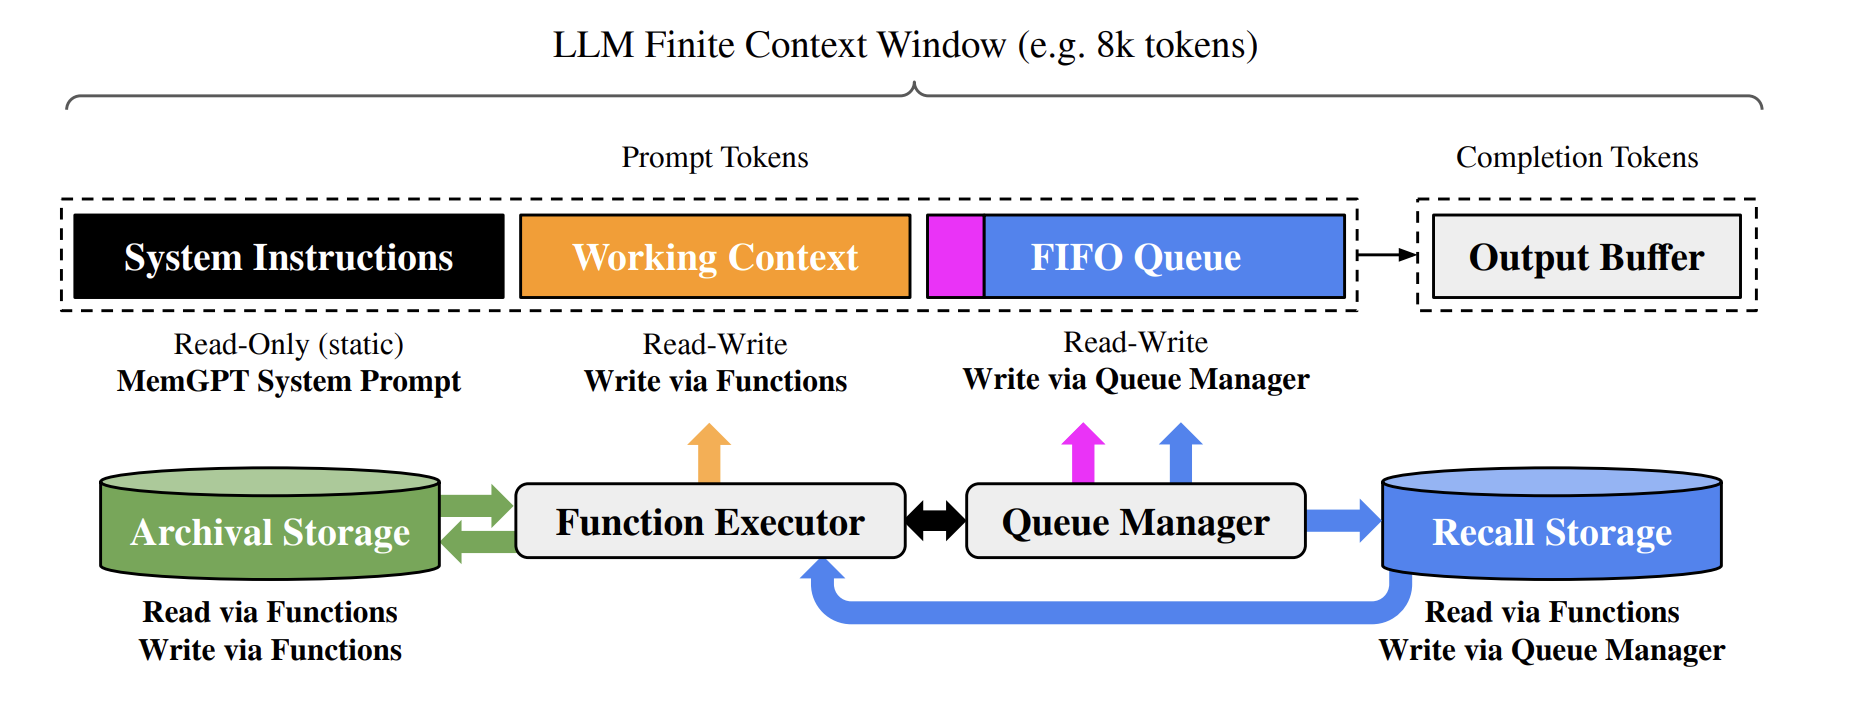 LLM Finite Context Window (e.g. 8k tokens)
Prompt Tokens
Completion Tokens
System Instructions
Working Context
FIFO Queue
Output Buffer
Read-Only (static)
MemGPT System Prompt
Read-Write
Write via Functions
Read-Write
Write via Queue Manager
Archival Storage
Function Executor
Queue Manager
Recall Storage
Read via Functions
Write via Functions
Read via Functions
Write via Queue Manager